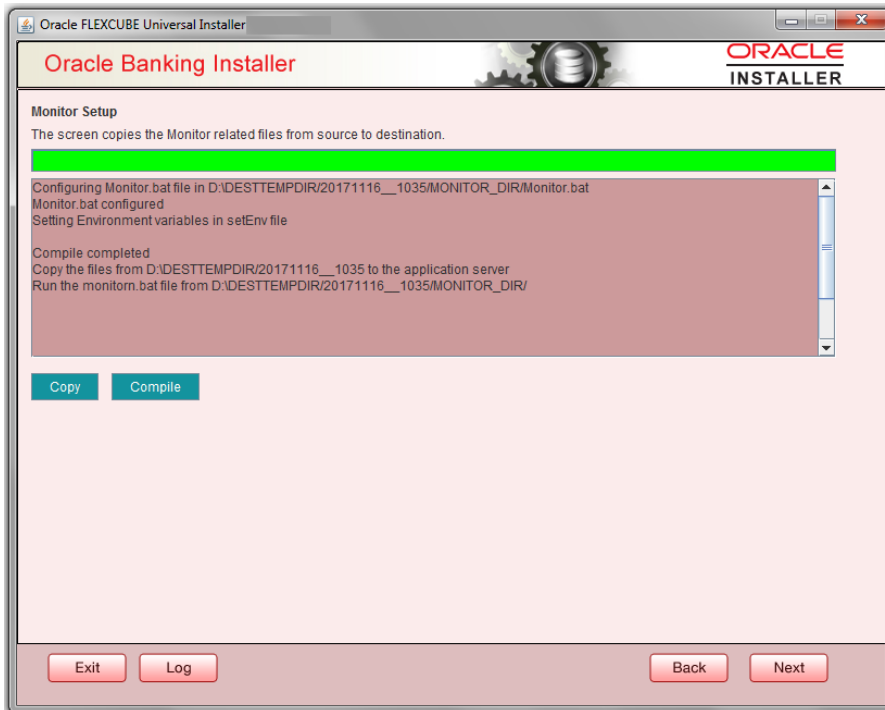 Oracle FLEXCUBE Universal Installer
Oracle Banking Installer
ORACLE
INSTALLER
Monitor Setup
The screen copies the Monitor related files from source to destination.
Configuring Monitor.bat file in D:\DESTTEMPDIR/20171116__1035/MONITOR_DIR/Monitor.bat
Monitor.bat configured
Setting Environment variables in setEnv file
Compile completed
Copy the files from D:\DESTTEMPDIR/20171116__1035 to the application server
Run the monitorn.bat file from D:\DESTTEMPDIR/20171116__1035/MONITOR_DIR/
Copy Compile
Exit Log Back Next